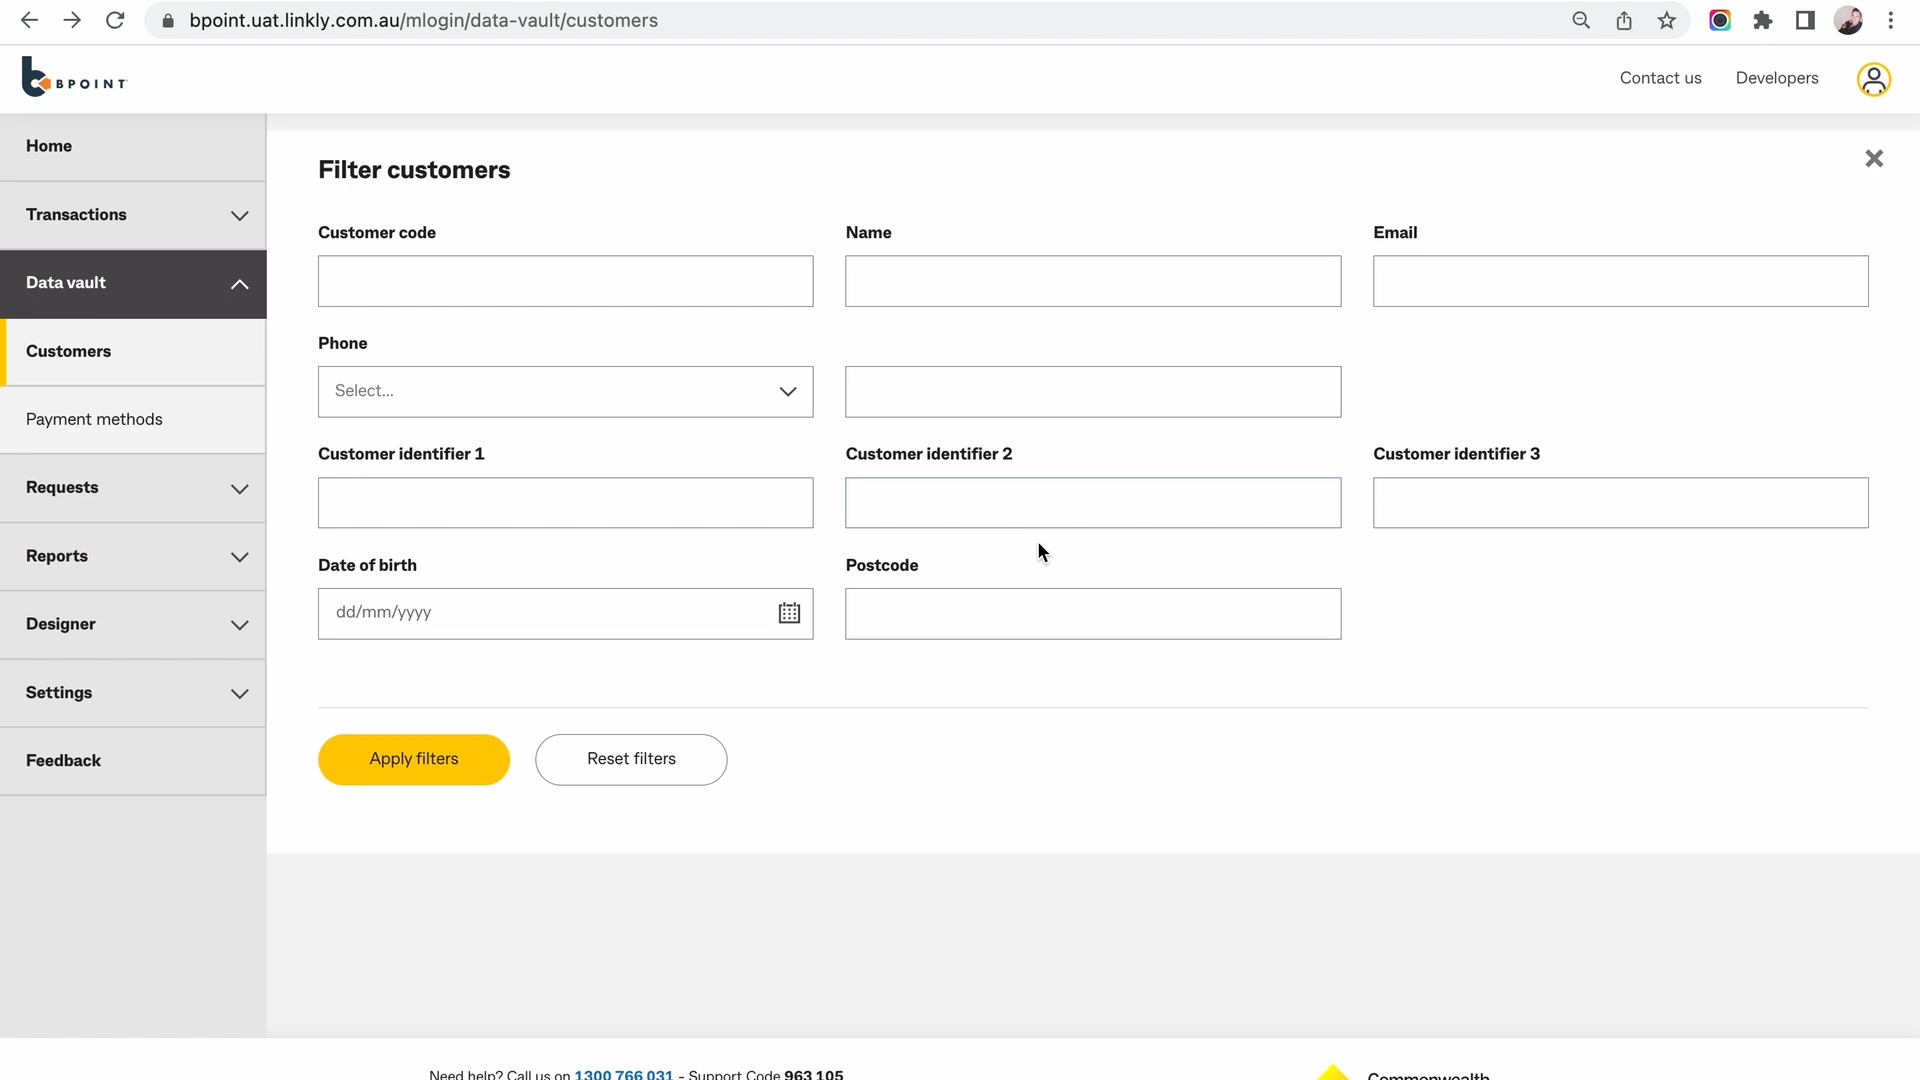 bpoint.uat.linkly.com.au/mlogin/data-vault/customers
BPOINT
Contact us
Developers
Home
Transactions
Data vault
Customers
Payment methods
Requests
Reports
Designer
Settings
Feedback
Filter customers
Customer code
Name
Email
Phone
Select...
Customer identifier 1
Customer identifier 2
Customer identifier 3
Date of birth
Postcode
dd/mm/yyyy
Apply filters
Reset filters
Need help? Call us on 1300 766 031 - Support Code 963 105
Commonwealth